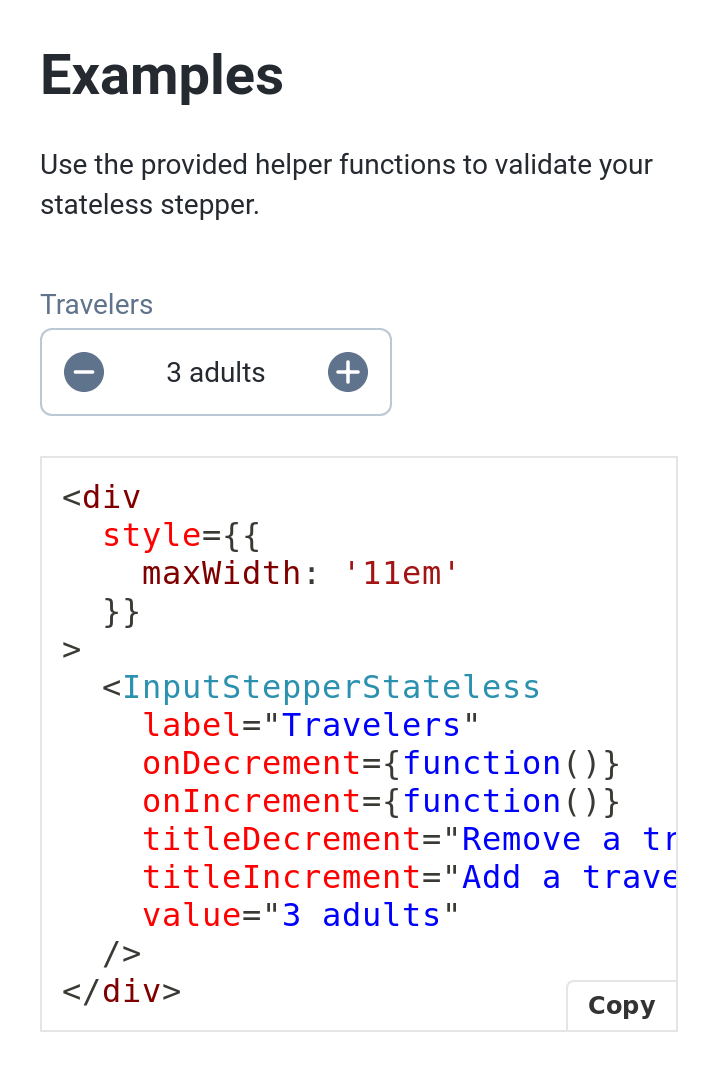 Examples
Use the provided helper functions to validate your
stateless stepper.
Travelers
3 adults
<div
  style={{
    maxWidth: '11em'
  }}
>
  <InputStepperStateless
    label="Travelers"
    onDecrement={function()}
    onIncrement={function()}
    titleDecrement="Remove a tr
    titleIncrement="Add a trave
    value="3 adults"
  />
</div>
Copy